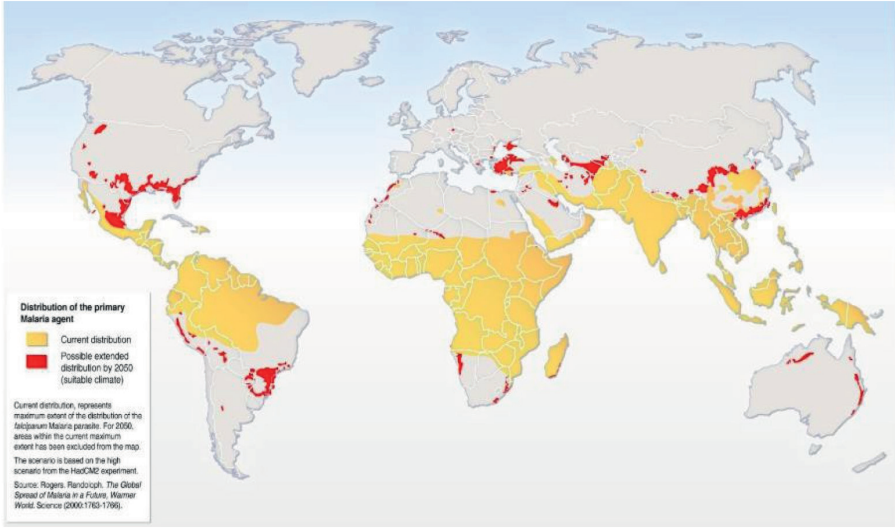 Distribution of the primary
Malaria agent
Current distribution
Possible extended
distribution by 2050
(suitable climate)
Current distribution, represents
maximum extent of the distribution of the
falciparum Malaria parasite. For 2050,
areas within the current maximum
extent has been excluded from the map.
The scenario is based on the high
scenario from the HadCM2 experiment.
Source: Rogers. Randoloph. The Global
Spread of Malaria in a Future, Warmer
World. Science (2000:1763-1766).